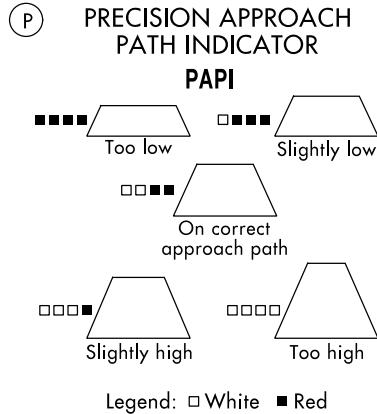 P
PRECISION APPROACH
PATH INDICATOR
PAPI
Too low
Slightly low
On correct
approach path
Slightly high
Too high
Legend: □ White ■ Red